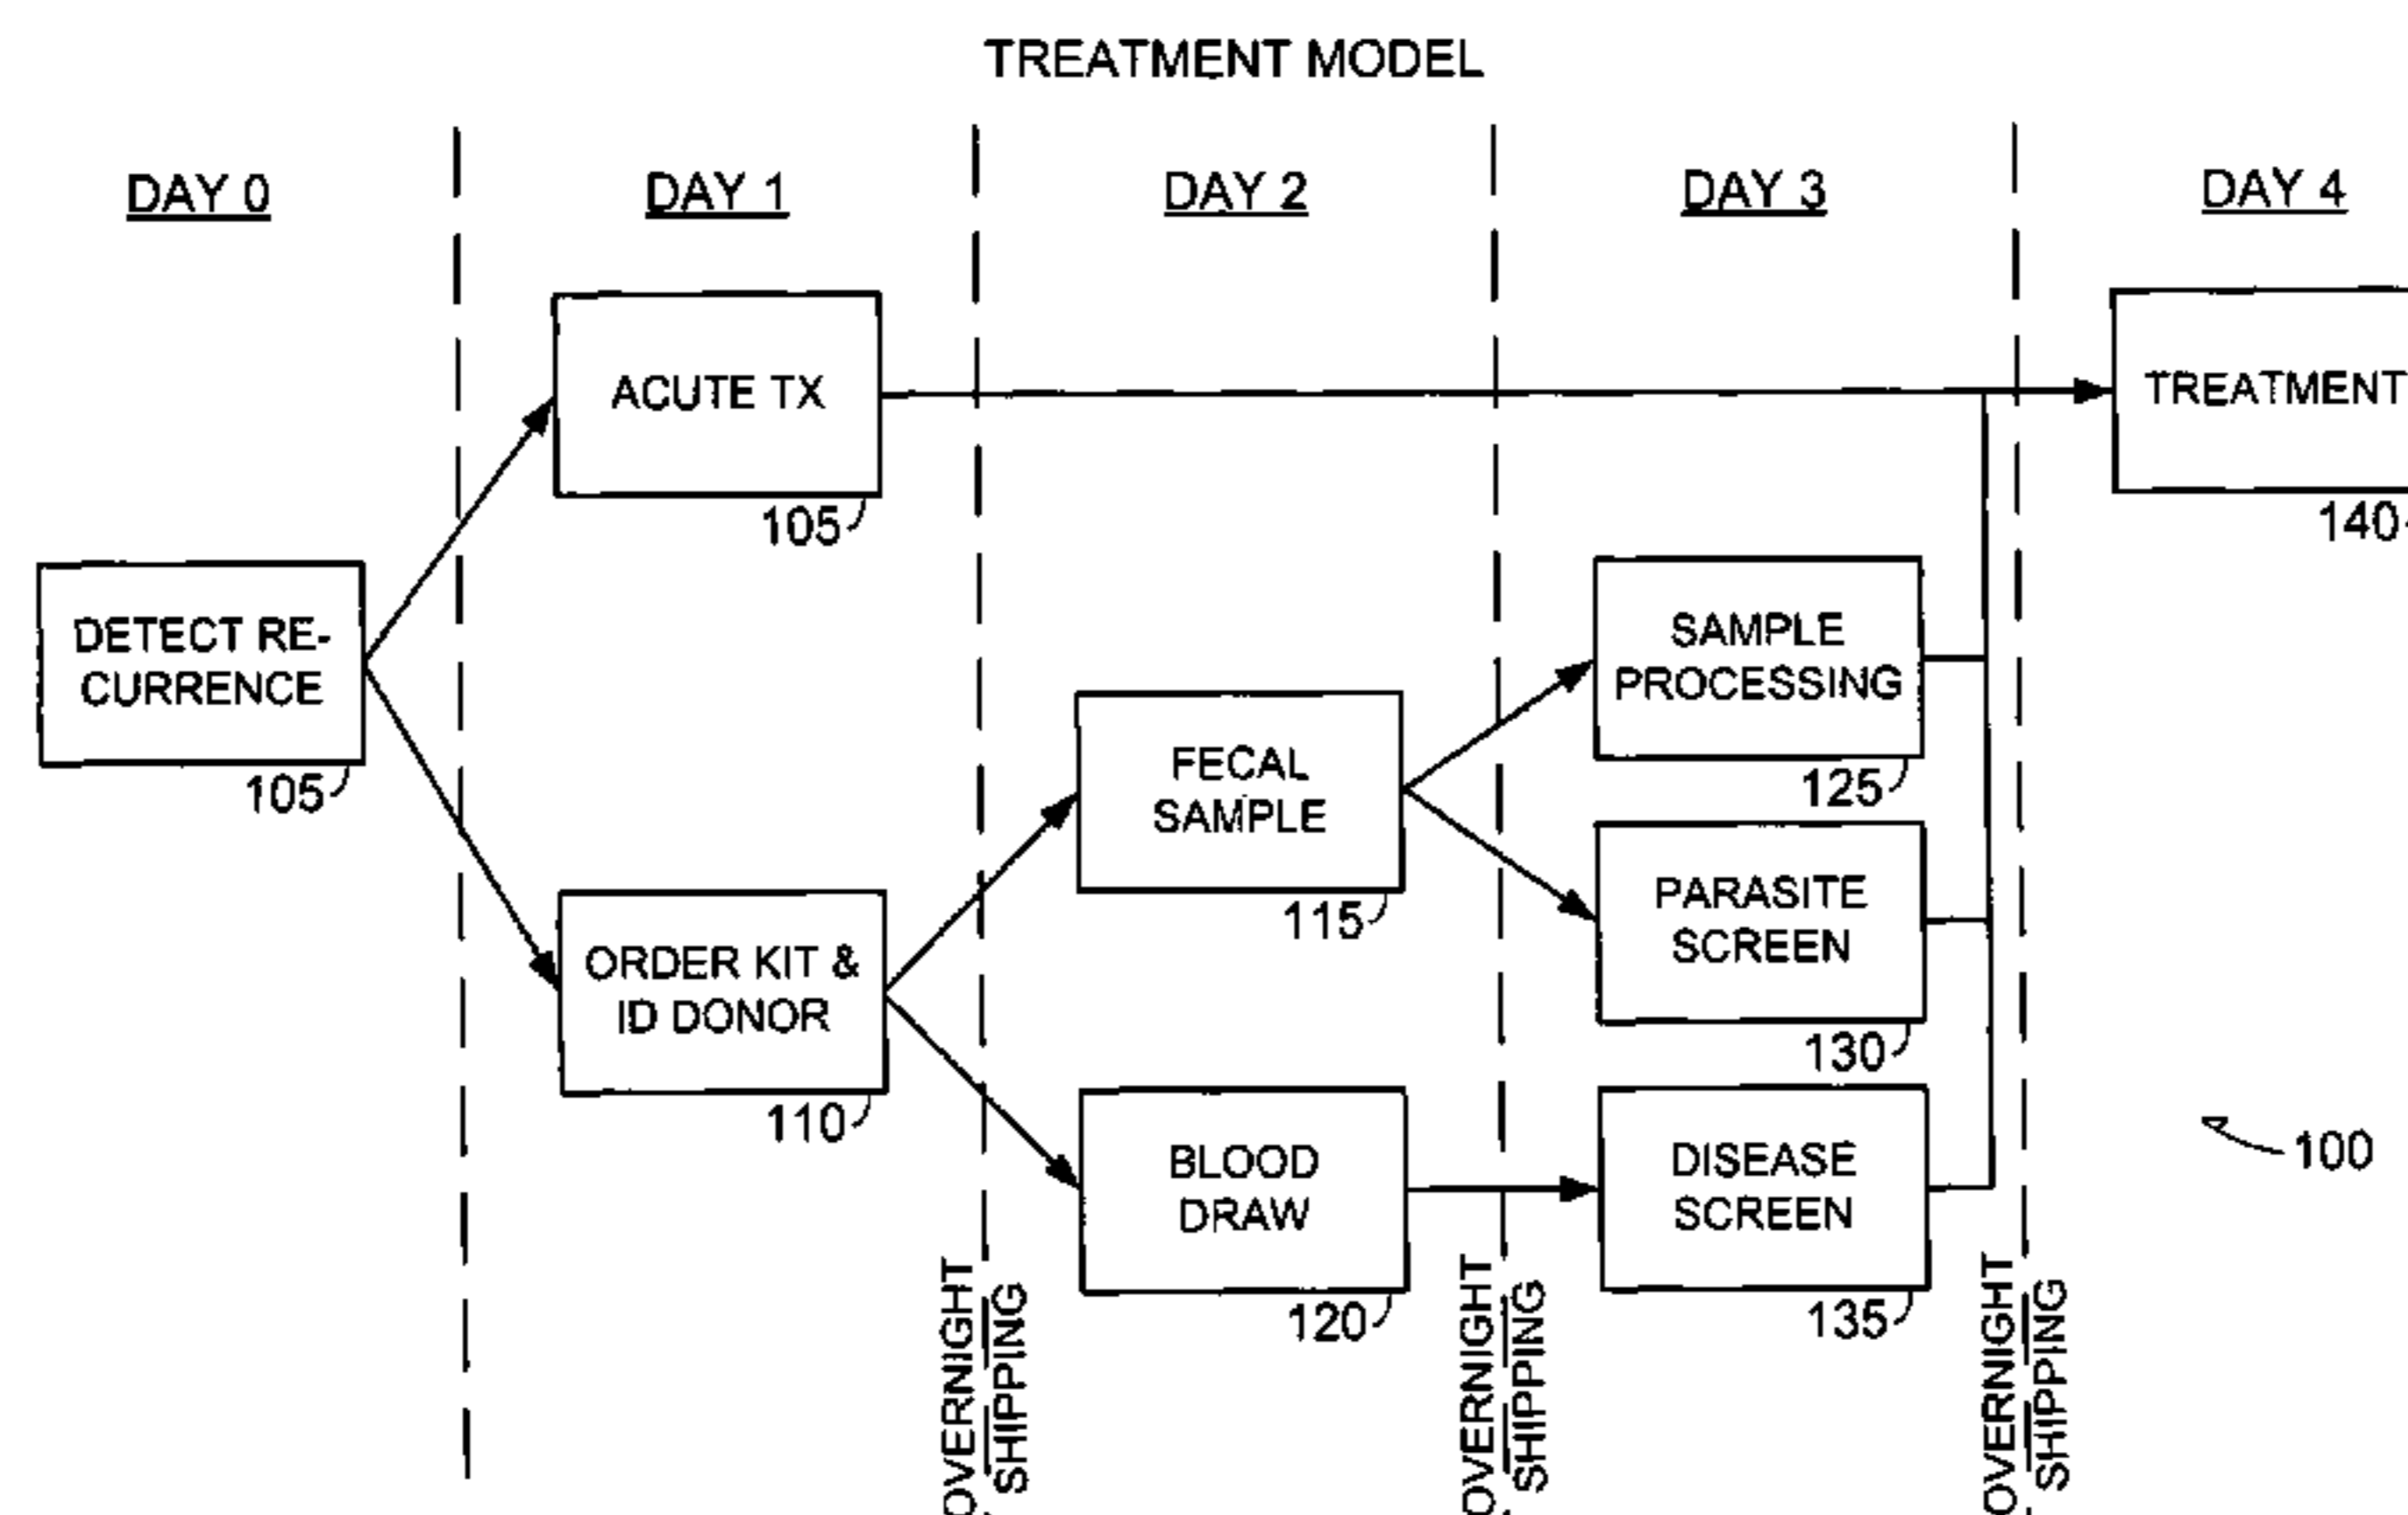 TREATMENT MODEL
DAY 0
DAY 1
DAY 2
DAY 3
DAY 4
ACUTE TX
105
TREATMENT
140
DETECT RE-
CURRENCE
105
SAMPLE
PROCESSING
125
FECAL
SAMPLE
115
PARASITE
SCREEN
130
ORDER KIT &
ID DONOR
110
BLOOD
DRAW
120
DISEASE
SCREEN
135
100
OVERNIGHT
SHIPPING
OVERNIGHT
SHIPPING
OVERNIGHT
SHIPPING